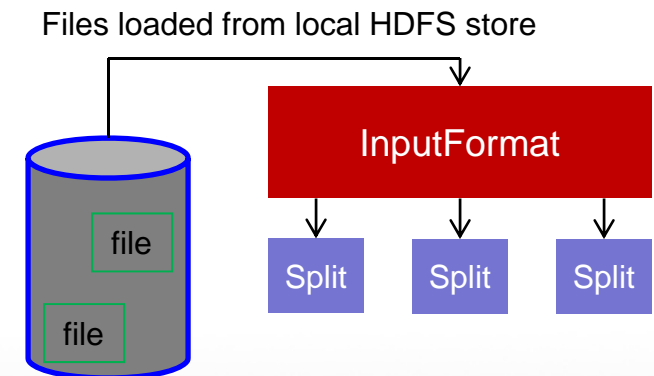 Files loaded from local HDFS store
InputFormat
file
Split Split Split
file